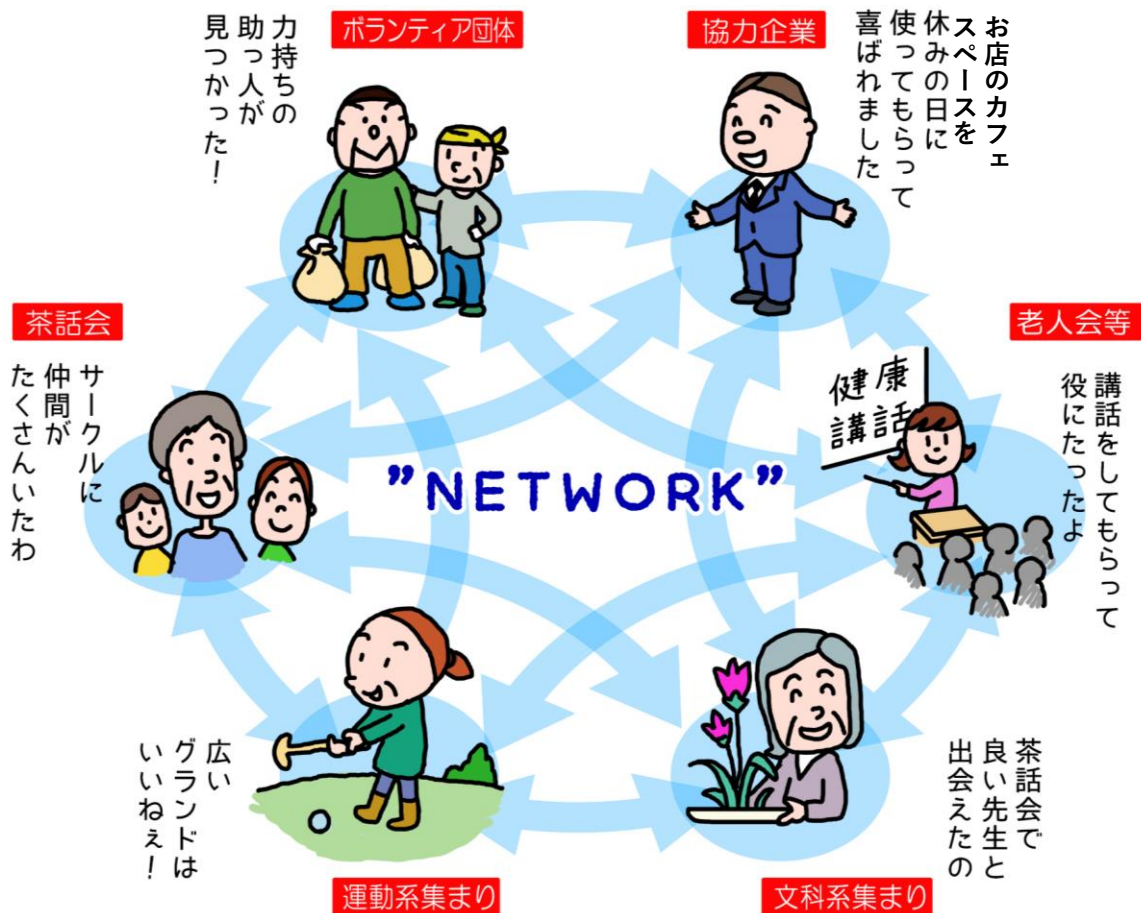 ボランティア団体
力持ちの
助っ人が
見つかった！
協力企業
お店のカフェ
スペースを
休みの日に
使ってもらって
喜ばれました
茶話会
サークルに
仲間が
たくさんいたわ
老人会等
講話をしてもらって
役にたったよ
健康
講話
”NETWORK”
広い
グランドは
いいねぇ！
運動系集まり
茶話会で
良い先生と
出会えたの
文科系集まり